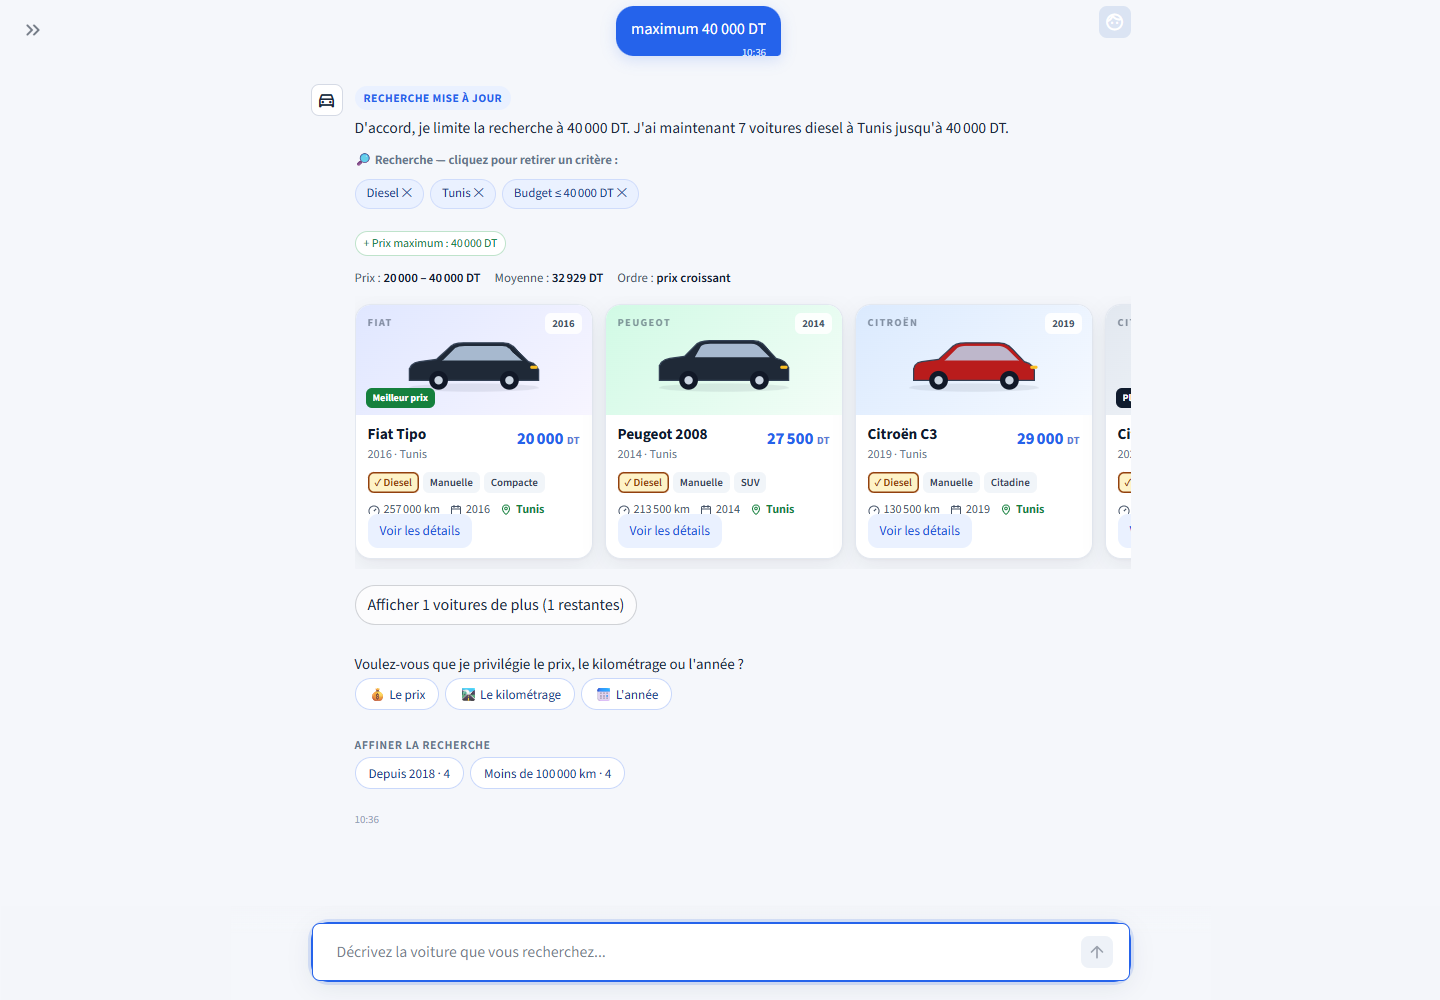 maximum 40 000 DT
10:36
RECHERCHE MISE À JOUR
D'accord, je limite la recherche à 40 000 DT. J'ai maintenant 7 voitures diesel à Tunis jusqu'à 40 000 DT.
Recherche — cliquez pour retirer un critère :
Diesel Tunis Budget ≤ 40 000 DT
+ Prix maximum : 40 000 DT
Prix : 20 000 – 40 000 DT Moyenne : 32 929 DT Ordre : prix croissant
FIAT 2016
Meilleur prix
Fiat Tipo 20 000 DT
2016 · Tunis
✓ Diesel Manuelle Compacte
257 000 km 2016 Tunis
Voir les détails
PEUGEOT 2014
Peugeot 2008 27 500 DT
2014 · Tunis
✓ Diesel Manuelle SUV
213 500 km 2014 Tunis
Voir les détails
CITROËN 2019
Citroën C3 29 000 DT
2019 · Tunis
✓ Diesel Manuelle Citadine
130 500 km 2019 Tunis
Voir les détails
Afficher 1 voitures de plus (1 restantes)
Voulez-vous que je privilégie le prix, le kilométrage ou l'année ?
Le prix Le kilométrage L'année
AFFINER LA RECHERCHE
Depuis 2018 · 4 Moins de 100 000 km · 4
10:36
Décrivez la voiture que vous recherchez...